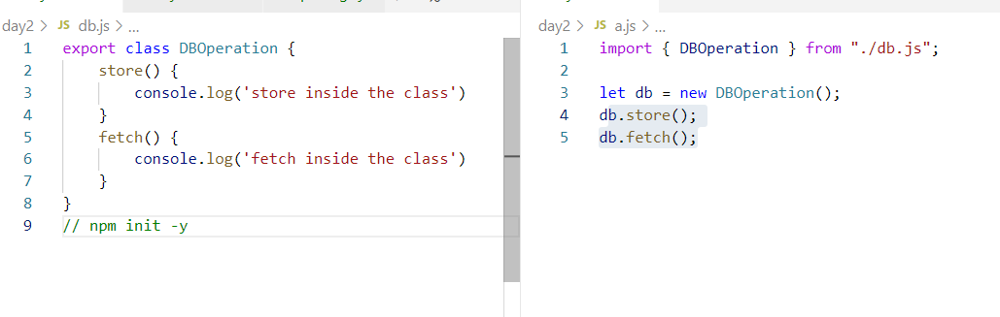 day2 > JS db.js > ...
1 export class DBOperation {
2 store() {
3 console.log('store inside the class')
4 }
5 fetch() {
6 console.log('fetch inside the class')
7 }
8 }
9 // npm init -y
day2 > JS a.js > ...
1 import { DBOperation } from "./db.js";
2
3 let db = new DBOperation();
4 db.store();
5 db.fetch();